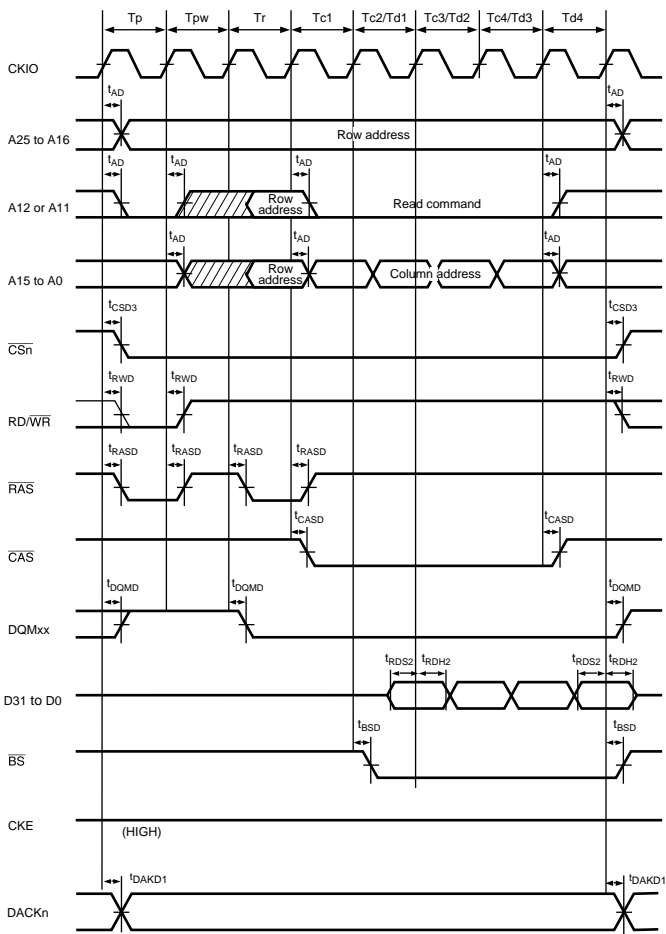 Tp Tpw Tr Tc1 Tc2/Td1 Tc3/Td2 Tc4/Td3 Td4
CKIO
tAD tAD
A25 to A16 Row address
tAD tAD tAD tAD
A12 or A11 Row address Read command
tAD tAD tAD
A15 to A0 Row address Column address
tCSD3 tCSD3
CSn
tRWD tRWD tRWD
RD/WR
tRASD tRASD tRASD tRASD
RAS
tCASD tCASD
CAS
tDQMD tDQMD tDQMD
DQMxx
tRDS2 tRDH2 tRDS2 tRDH2
D31 to D0
tBSD tBSD
BS
CKE
(HIGH)
tDAKD1 tDAKD1
DACKn